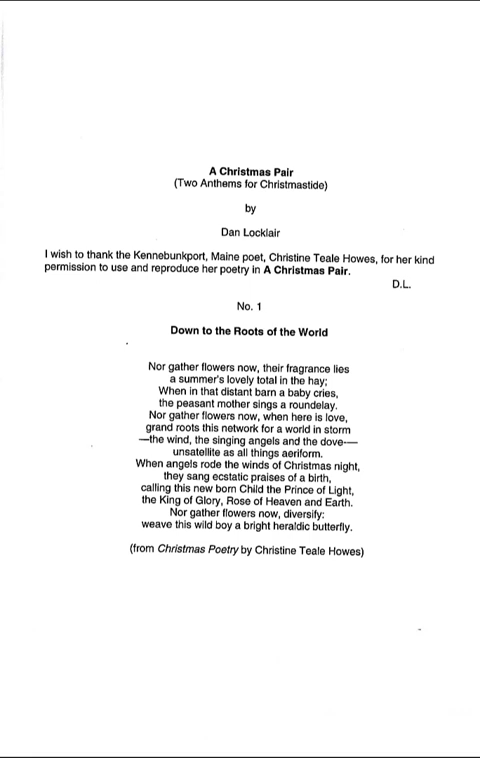 A Christmas Pair
(Two Anthems for Christmastide)
by
Dan Locklair
I wish to thank the Kennebunkport, Maine poet, Christine Teale Howes, for her kind
permission to use and reproduce her poetry in A Christmas Pair.
D.L.
No. 1
Down to the Roots of the World
Nor gather flowers now, their fragrance lies
a summer's lovely total in the hay;
When in that distant barn a baby cries,
the peasant mother sings a roundelay.
Nor gather flowers now, when here is love,
grand roots this network for a world in storm
—the wind, the singing angels and the dove—
unsatellite as all things aeriform.
When angels rode the winds of Christmas night,
they sang ecstatic praises of a birth,
calling this new born Child the Prince of Light,
the King of Glory, Rose of Heaven and Earth.
Nor gather flowers now, diversify:
weave this wild boy a bright heraldic butterfly.
(from Christmas Poetry by Christine Teale Howes)